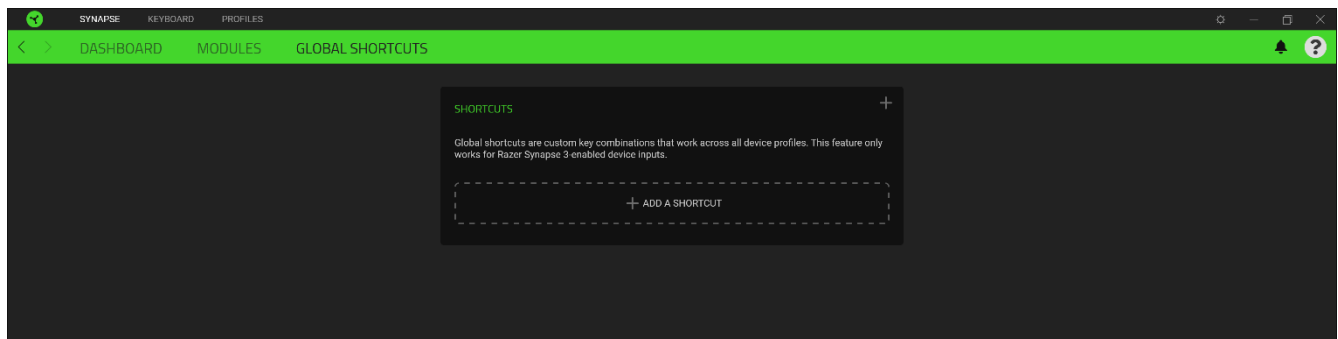 SYNAPSE KEYBOARD PROFILES
DASHBOARD MODULES GLOBAL SHORTCUTS
SHORTCUTS
Global shortcuts are custom key combinations that work across all device profiles. This feature only
works for Razer Synapse 3-enabled device inputs.
ADD A SHORTCUT